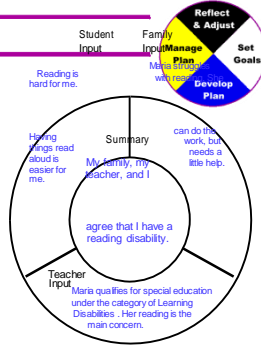 Reflect
& Adjust
Student
Input
Family
Input
Manage
Plan
Set
Goals
Develop
Plan
Reading is
hard for me.
Maria struggles
with reading. She
can do the
work, but
needs a
little help.
Having
things read
aloud is
easier for
me.
Summary
My family, my
teacher, and I
agree that I have a
reading disability.
Teacher
Input
Maria qualifies for special education
under the category of Learning
Disabilities . Her reading is the
main concern.